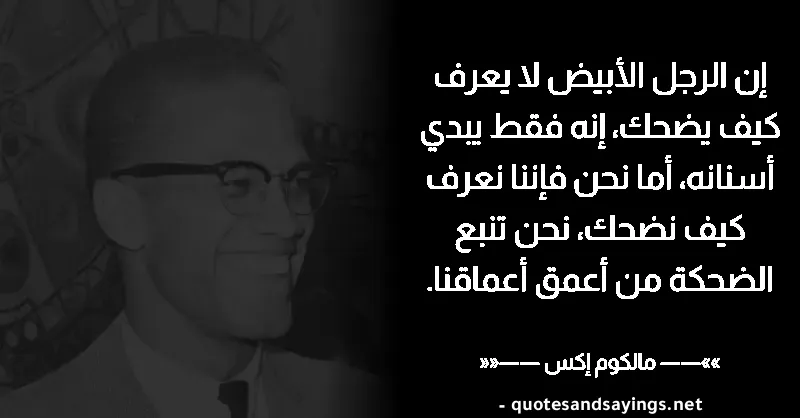 إن الرجل الأبيض لا يعرف
كيف يضحك، إنه فقط يبدي
أسنانه، أما نحن فإننا نعرف
كيف نضحك، نحن تنبع
الضحكة من أعمق أعماقنا.
»»—— مالكوم إكس ——««
- quotesandsayings.net